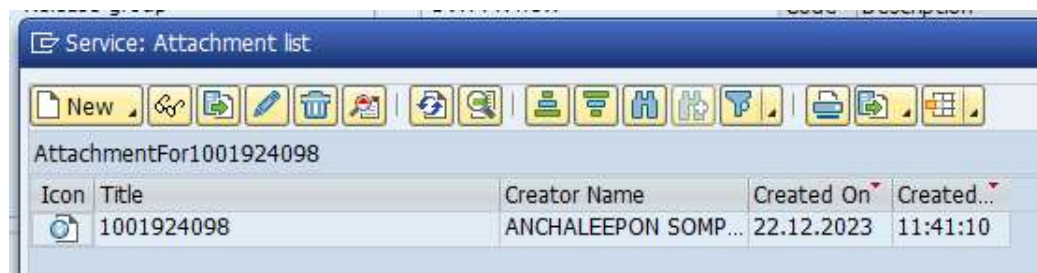 Service: Attachment list
New
AttachmentFor1001924098
Icon Title Creator Name Created On Created...
1001924098 ANCHALEEPON SOMP... 22.12.2023 11:41:10